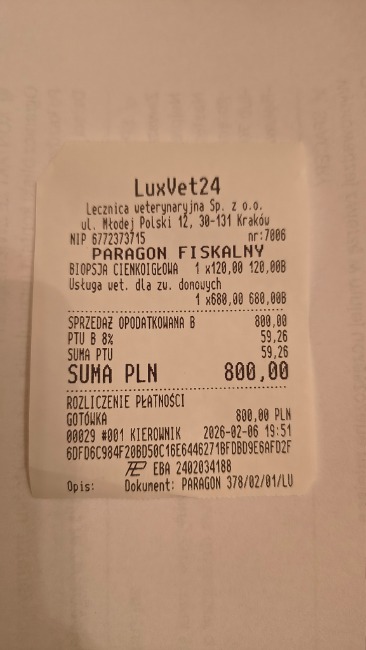 LuxVet24
Lecznica weterynaryjna Sp. z o.o.
ul. Młodej Polski 12, 30-131 Kraków
NIP 6772373715 nr:7006
PARAGON FISKALNY
BIOPSJA CIENKOIGŁOWA 1 x120,00 120,00B
Usługa wet. dla zw. domowych
1 x680,00 680,00B
SPRZEDAŻ OPODATKOWANA B 800,00
PTU B 8% 59,26
SUMA PTU 59,26
SUMA PLN 800,00
ROZLICZENIE PŁATNOŚCI
GOTÓWKA 800,00 PLN
00029 #001 KIEROWNIK 2026-02-06 19:51
6DFD6C984F20BD50C16E6446271BFDBD9E6AFD2F
EBA 2402034188
Opis: Dokument: PARAGON 378/02/01/LU